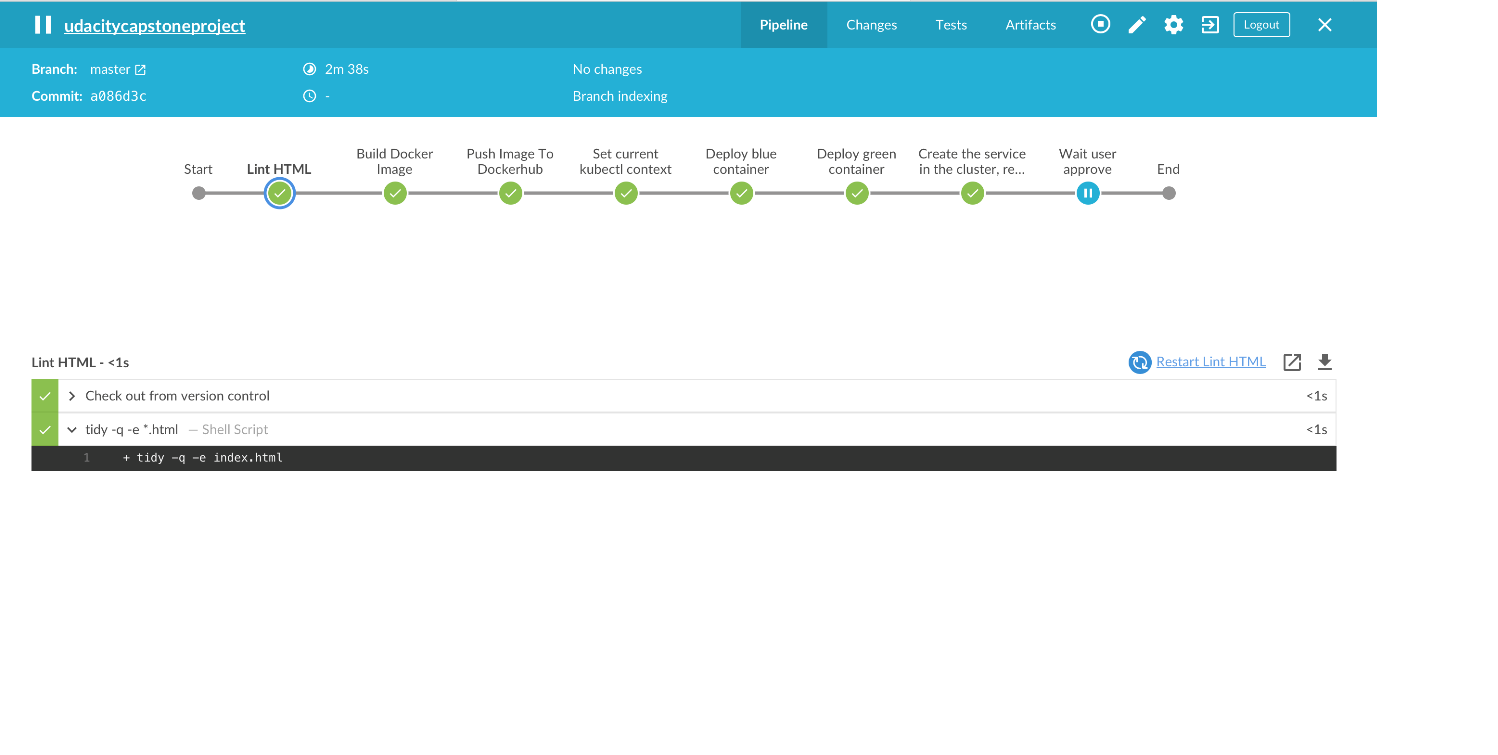 udacitycapstoneproject
Pipeline
Changes
Tests
Artifacts
Logout
Branch: master
2m 38s
No changes
Commit: a086d3c
-
Branch indexing
Start
Lint HTML
Build Docker
Image
Push Image To
Dockerhub
Set current
kubectl context
Deploy blue
container
Deploy green
container
Create the service
in the cluster, re...
Wait user
approve
End
Lint HTML - <1s
Restart Lint HTML
Check out from version control
<1s
tidy -q -e *.html — Shell Script
<1s
1 + tidy -q -e index.html